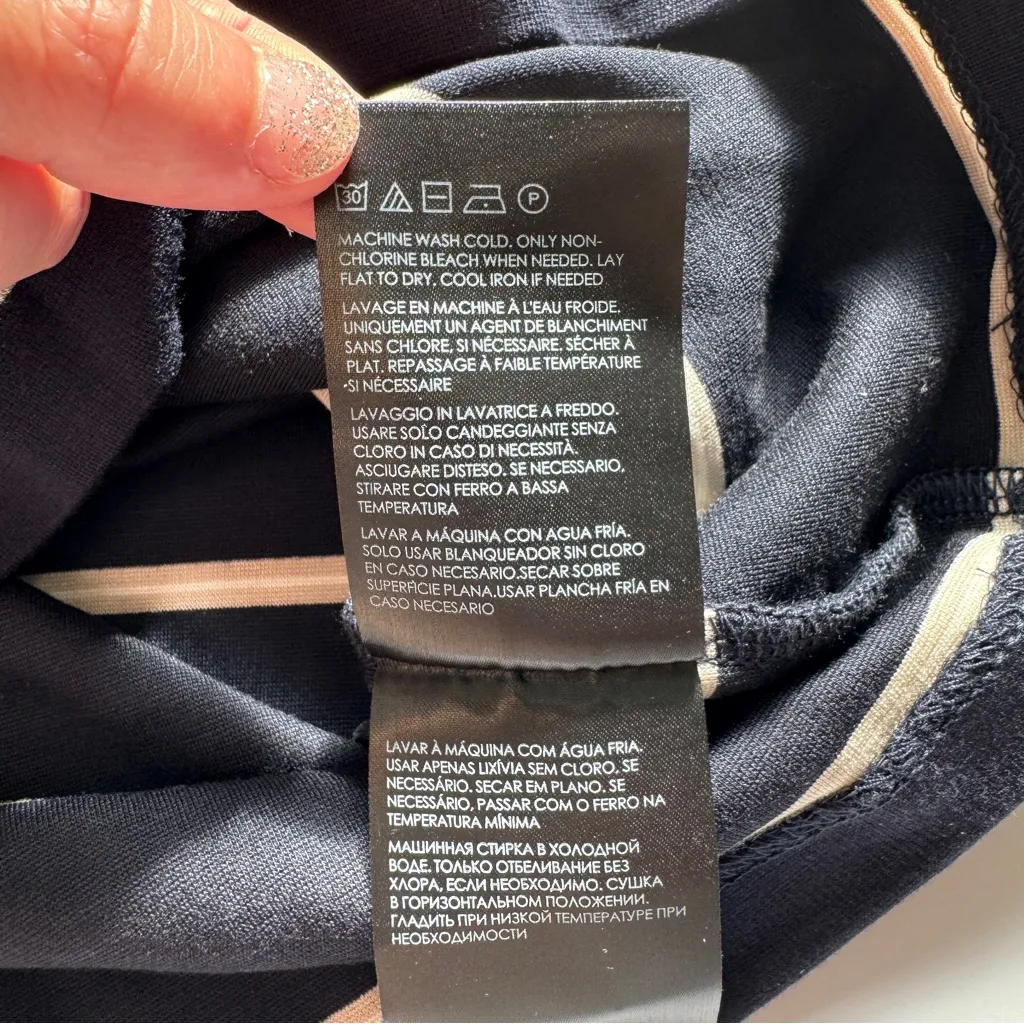 30 P
MACHINE WASH COLD. ONLY NON-
CHLORINE BLEACH WHEN NEEDED. LAY
FLAT TO DRY. COOL IRON IF NEEDED
LAVAGE EN MACHINE À L'EAU FROIDE.
UNIQUEMENT UN AGENT DE BLANCHIMENT
SANS CHLORE, SI NÉCESSAIRE. SÉCHER À
PLAT. REPASSAGE À FAIBLE TEMPÉRATURE
SI NÉCESSAIRE
LAVAGGIO IN LAVATRICE A FREDDO.
USARE SOLO CANDEGGIANTE SENZA
CLORO IN CASO DI NECESSITÀ.
ASCIUGARE DISTESO. SE NECESSARIO,
STIRARE CON FERRO A BASSA
TEMPERATURA
LAVAR A MÁQUINA CON AGUA FRÍA.
SOLO USAR BLANQUEADOR SIN CLORO
EN CASO NECESARIO.SECAR SOBRE
SUPERFICIE PLANA.USAR PLANCHA FRÍA EN
CASO NECESARIO
LAVAR À MÁQUINA COM ÁGUA FRIA.
USAR APENAS LIXÍVIA SEM CLORO, SE
NECESSÁRIO. SECAR EM PLANO. SE
NECESSÁRIO, PASSAR COM O FERRO NA
TEMPERATURA MÍNIMA
МАШИННАЯ СТИРКА В ХОЛОДНОЙ
ВОДЕ. ТОЛЬКО ОТБЕЛИВАНИЕ БЕЗ
ХЛОРА, ЕСЛИ НЕОБХОДИМО. СУШКА
В ГОРИЗОНТАЛЬНОМ ПОЛОЖЕНИИ.
ГЛАДИТЬ ПРИ НИЗКОЙ ТЕМПЕРАТУРЕ ПРИ
НЕОБХОДИМОСТИ